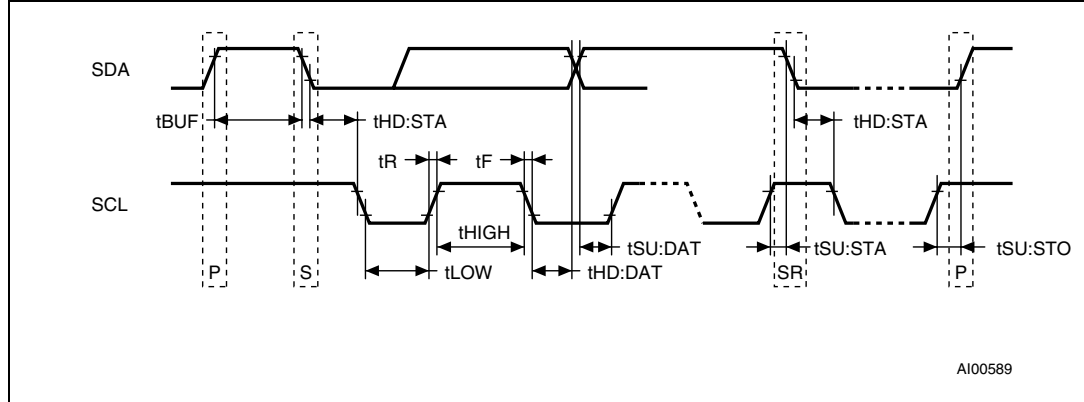 SDA
tBUF
tHD:STA
tHD:STA
tR
tF
SCL
tHIGH
tSU:DAT
tSU:STA
tSU:STO
P
S
tLOW
tHD:DAT
SR
P
AI00589